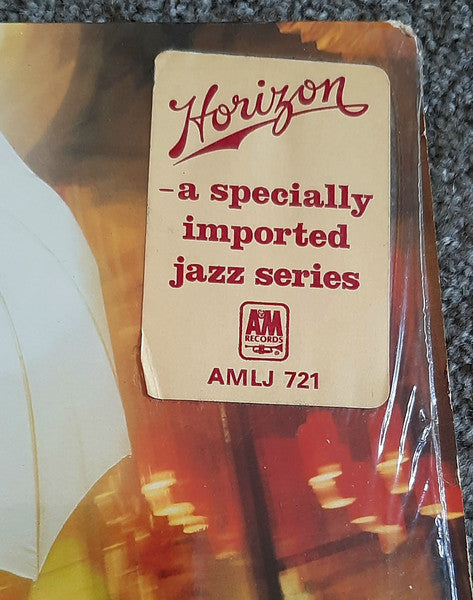 Horizon
-a specially
imported
jazz series
A&M
RECORDS
®
AMLJ 721